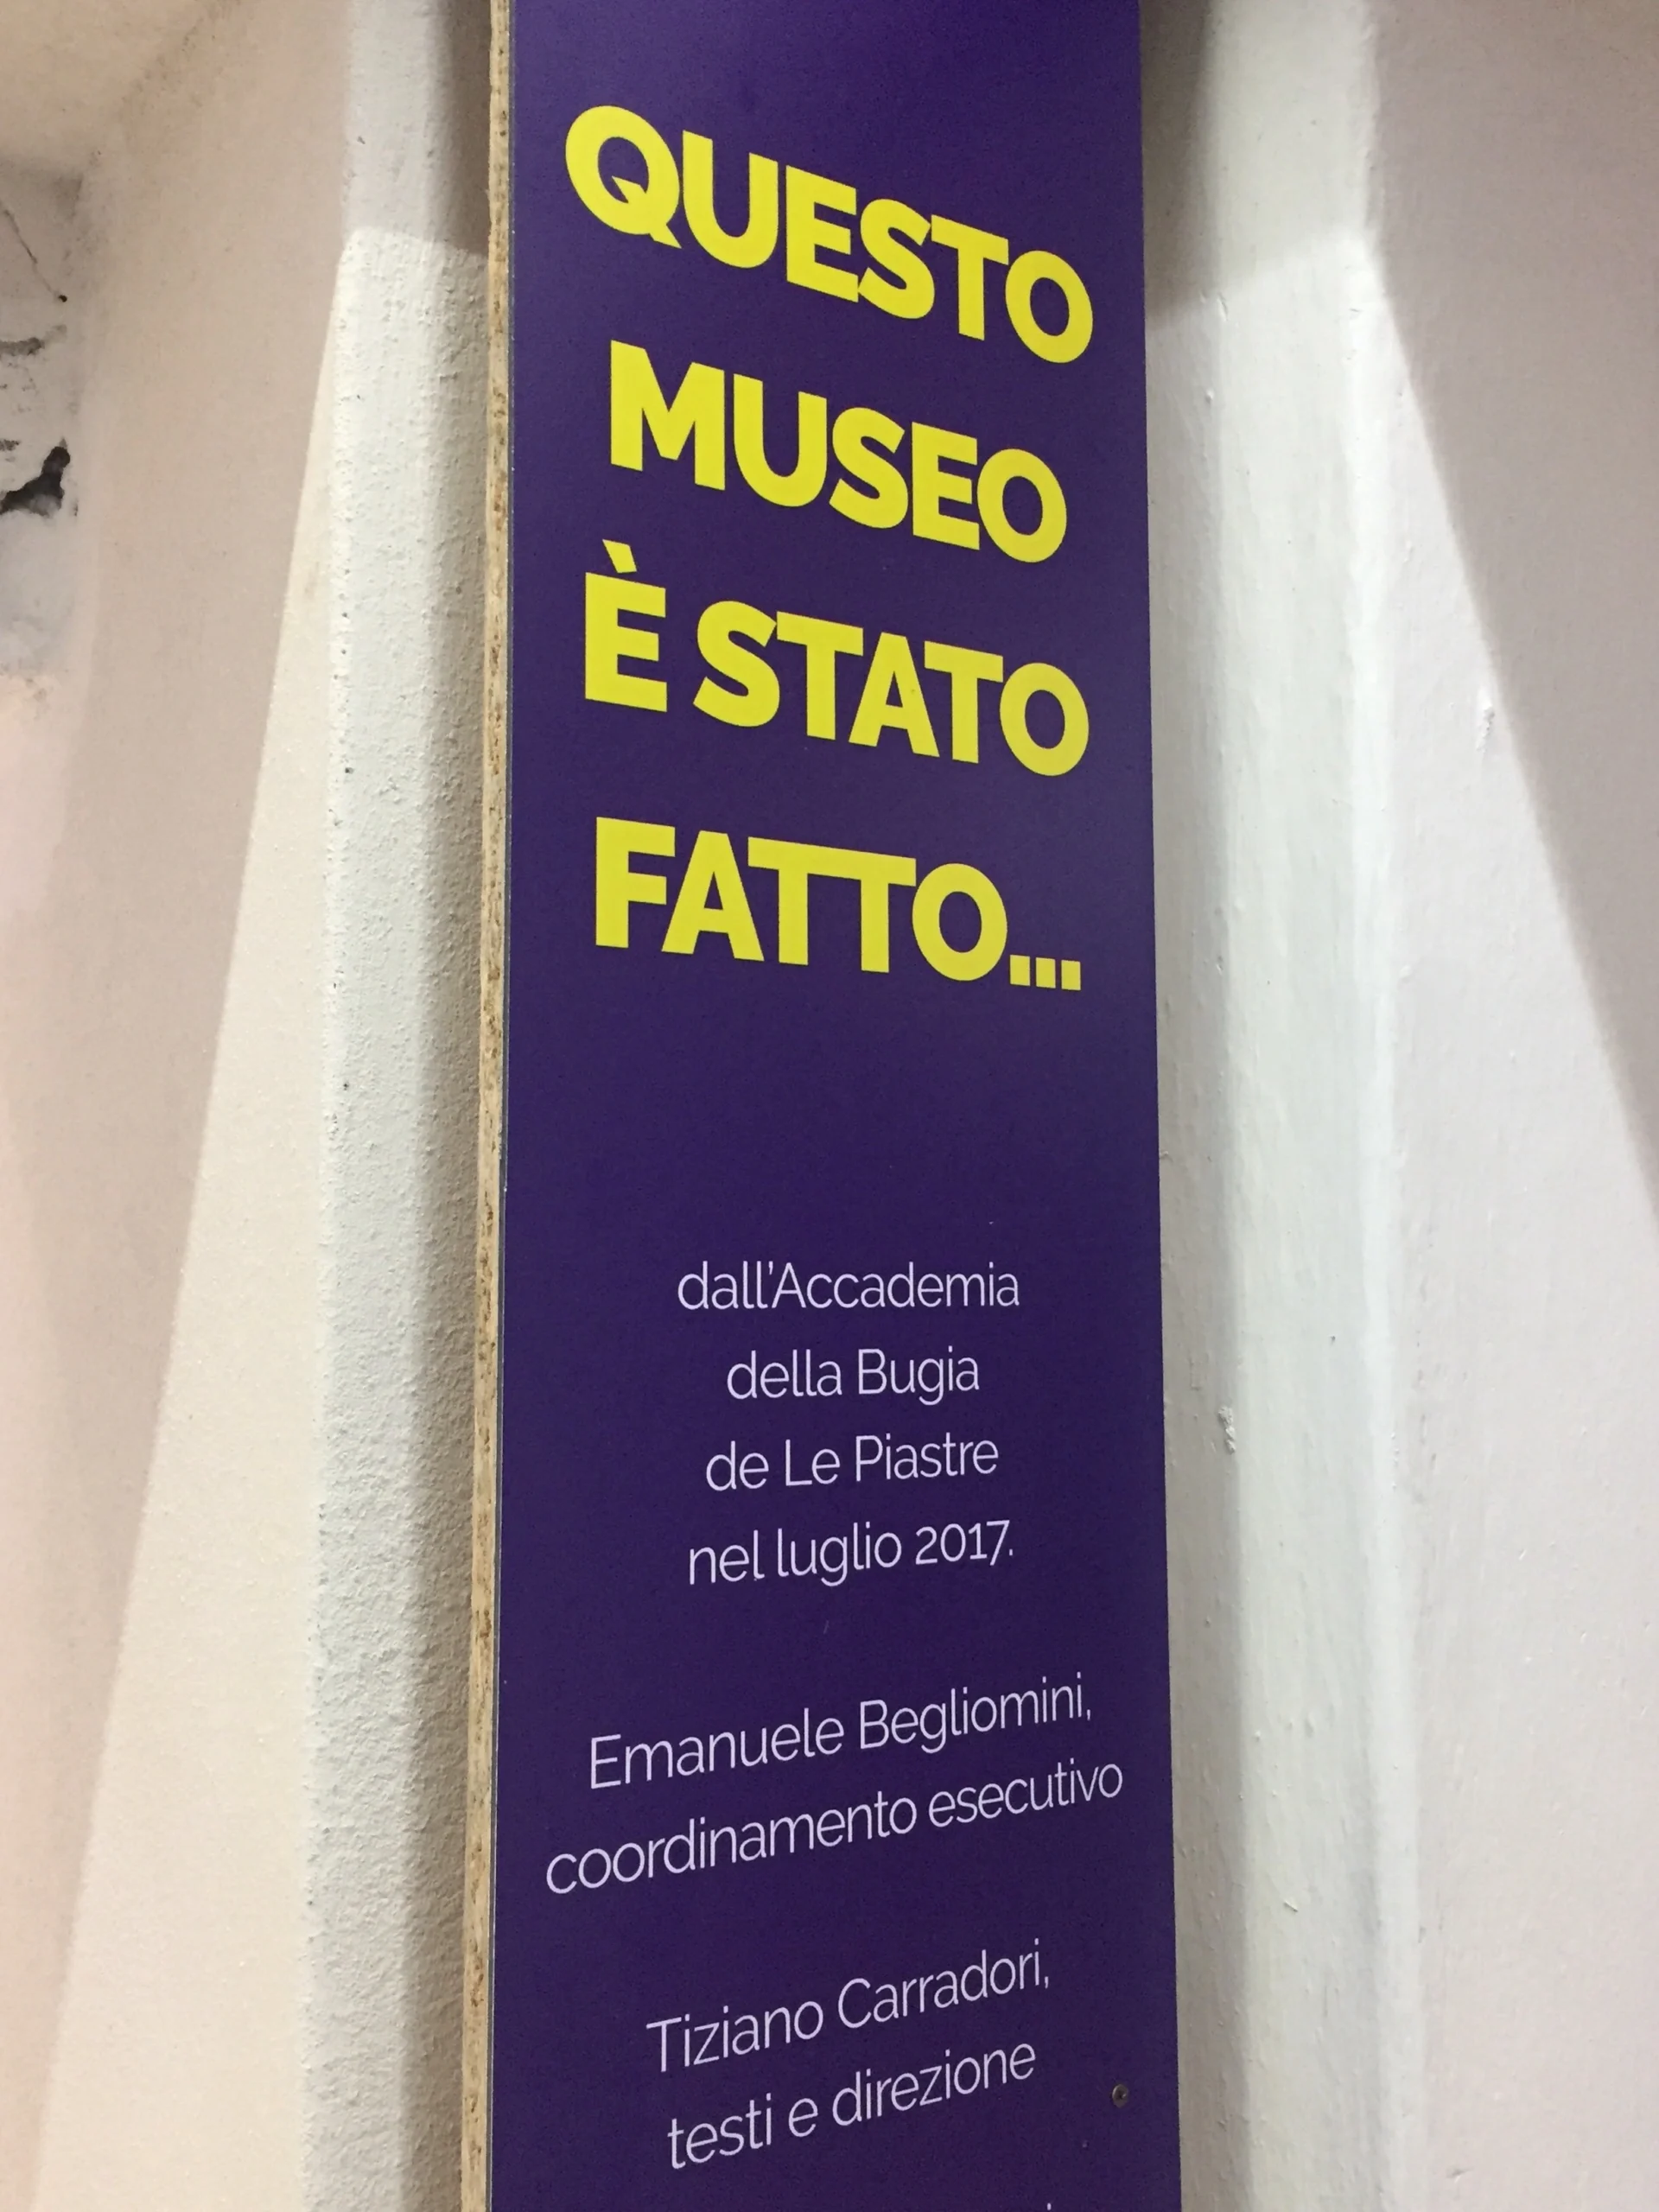 QUESTO
MUSEO
È STATO
FATTO...
dall'Accademia
della Bugia
de Le Piastre
nel luglio 2017.
Emanuele Begliomini,
coordinamento esecutivo
Tiziano Carradori,
testi e direzione